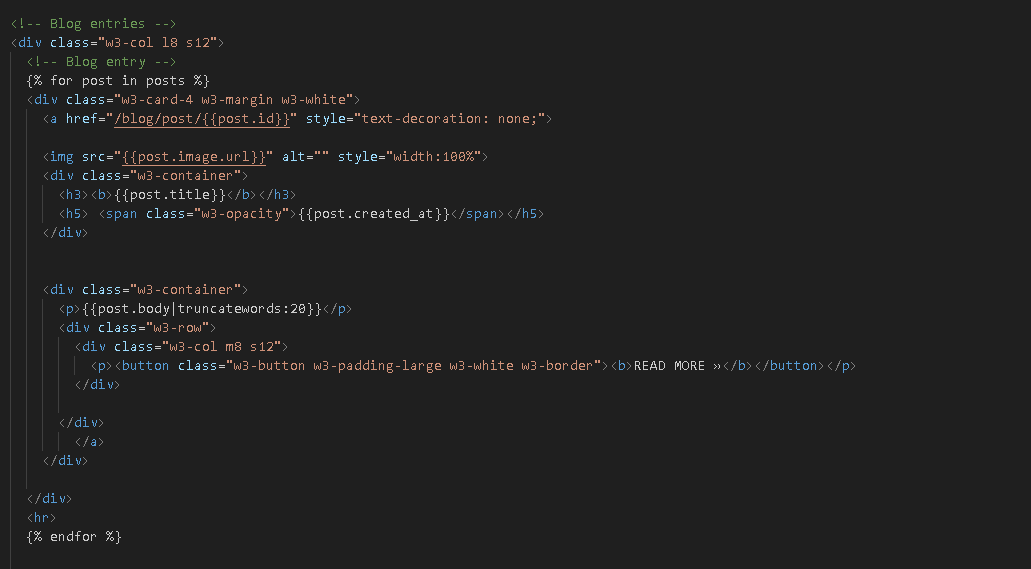 <!-- Blog entries -->
<div class="w3-col l8 s12">
<!-- Blog entry -->
{% for post in posts %}
<div class="w3-card-4 w3-margin w3-white">
<a href="/blog/post/{{post.id}}" style="text-decoration: none;">
<img src="{{post.image.url}}" alt="" style="width:100%">
<div class="w3-container">
<h3><b>{{post.title}}</b></h3>
<h5> <span class="w3-opacity">{{post.created_at}}</span></h5>
</div>
<div class="w3-container">
<p>{{post.body|truncatewords:20}}</p>
<div class="w3-row">
<div class="w3-col m8 s12">
<p><button class="w3-button w3-padding-large w3-white w3-border"><b>READ MORE »</b></button></p>
</div>
</div>
</a>
</div>
</div>
<hr>
{% endfor %}